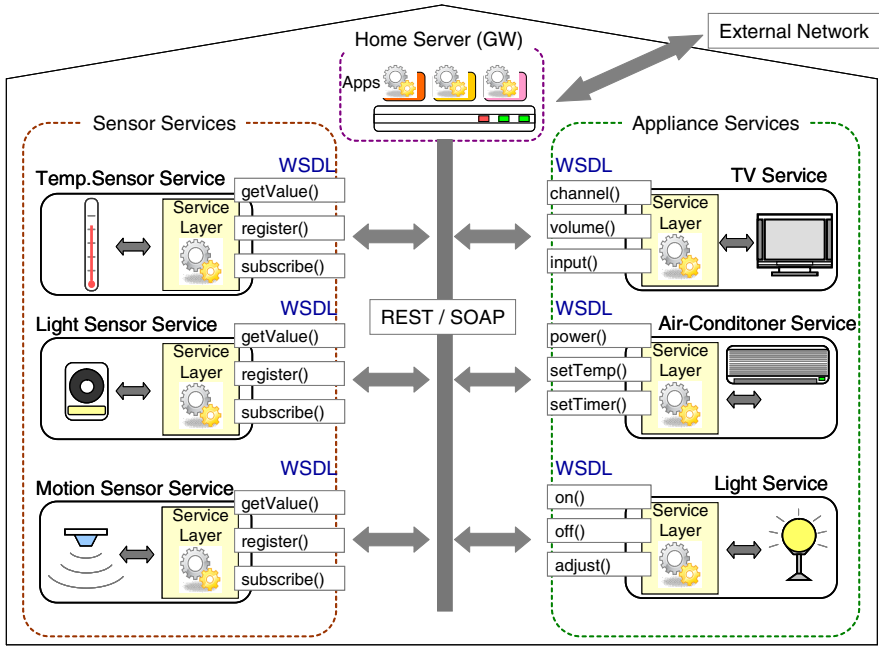 External Network
Home Server (GW)
Apps
Sensor Services
Appliance Services
WSDL
Temp.Sensor Service
getValue()
register()
subscribe()
Service
Layer
WSDL
Light Sensor Service
getValue()
register()
subscribe()
Service
Layer
WSDL
Motion Sensor Service
getValue()
register()
subscribe()
Service
Layer
REST / SOAP
WSDL
TV Service
channel()
volume()
input()
Service
Layer
WSDL
Air-Conditoner Service
power()
setTemp()
setTimer()
Service
Layer
WSDL
Light Service
on()
off()
adjust()
Service
Layer